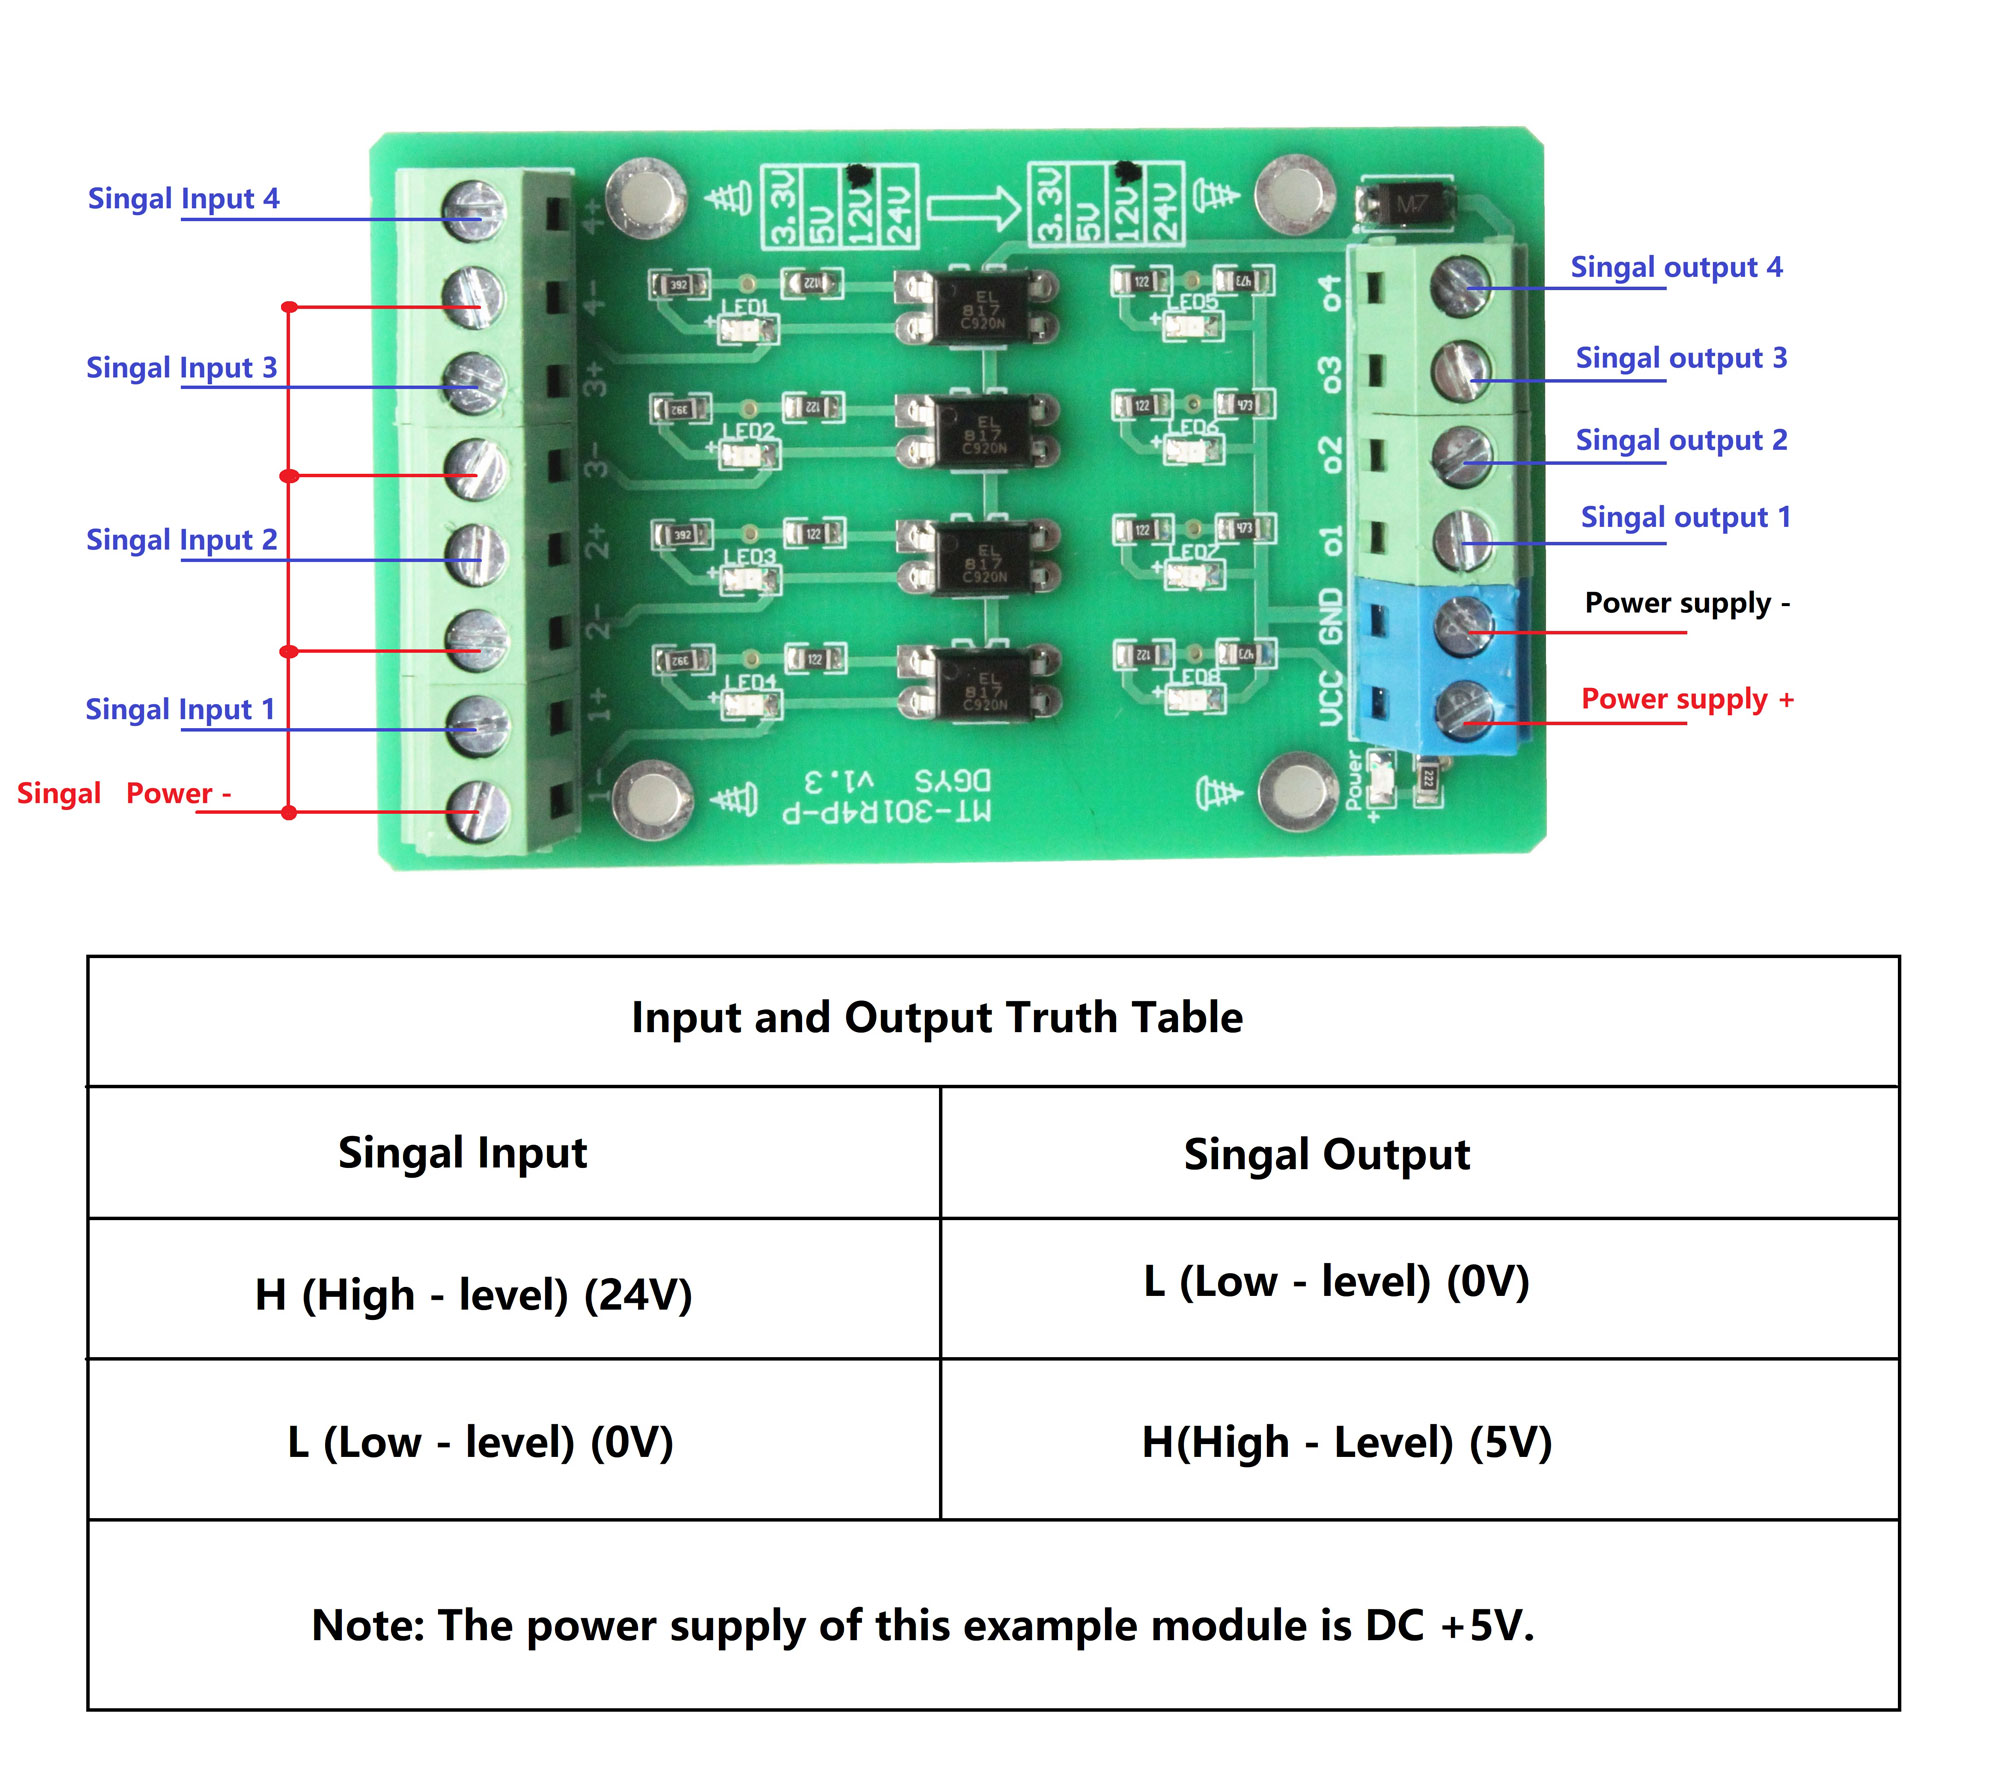 Singal Input 4
Singal Input 3
Singal Input 2
Singal Input 1
Singal Power -
4+
4-
3+
3-
2+
2-
1+
1-
3.3V
5V
12V
24V
3.3V
5V
12V
24V
M7
392
122
LED1
EL
817
C920N
122
473
LED5
392
122
LED2
EL
817
C920N
122
473
LED6
392
122
LED3
EL
817
C920N
122
473
LED7
392
122
LED4
EL
817
C920N
122
473
LED8
MT-301R4P-P
DGYS v1.3
o4
o3
o2
o1
GND
VCC
Power
+
222
Singal output 4
Singal output 3
Singal output 2
Singal output 1
Power supply -
Power supply +
Input and Output Truth Table
Singal Input
Singal Output
H (High - level) (24V)
L (Low - level) (0V)
L (Low - level) (0V)
H(High - Level) (5V)
Note: The power supply of this example module is DC +5V.